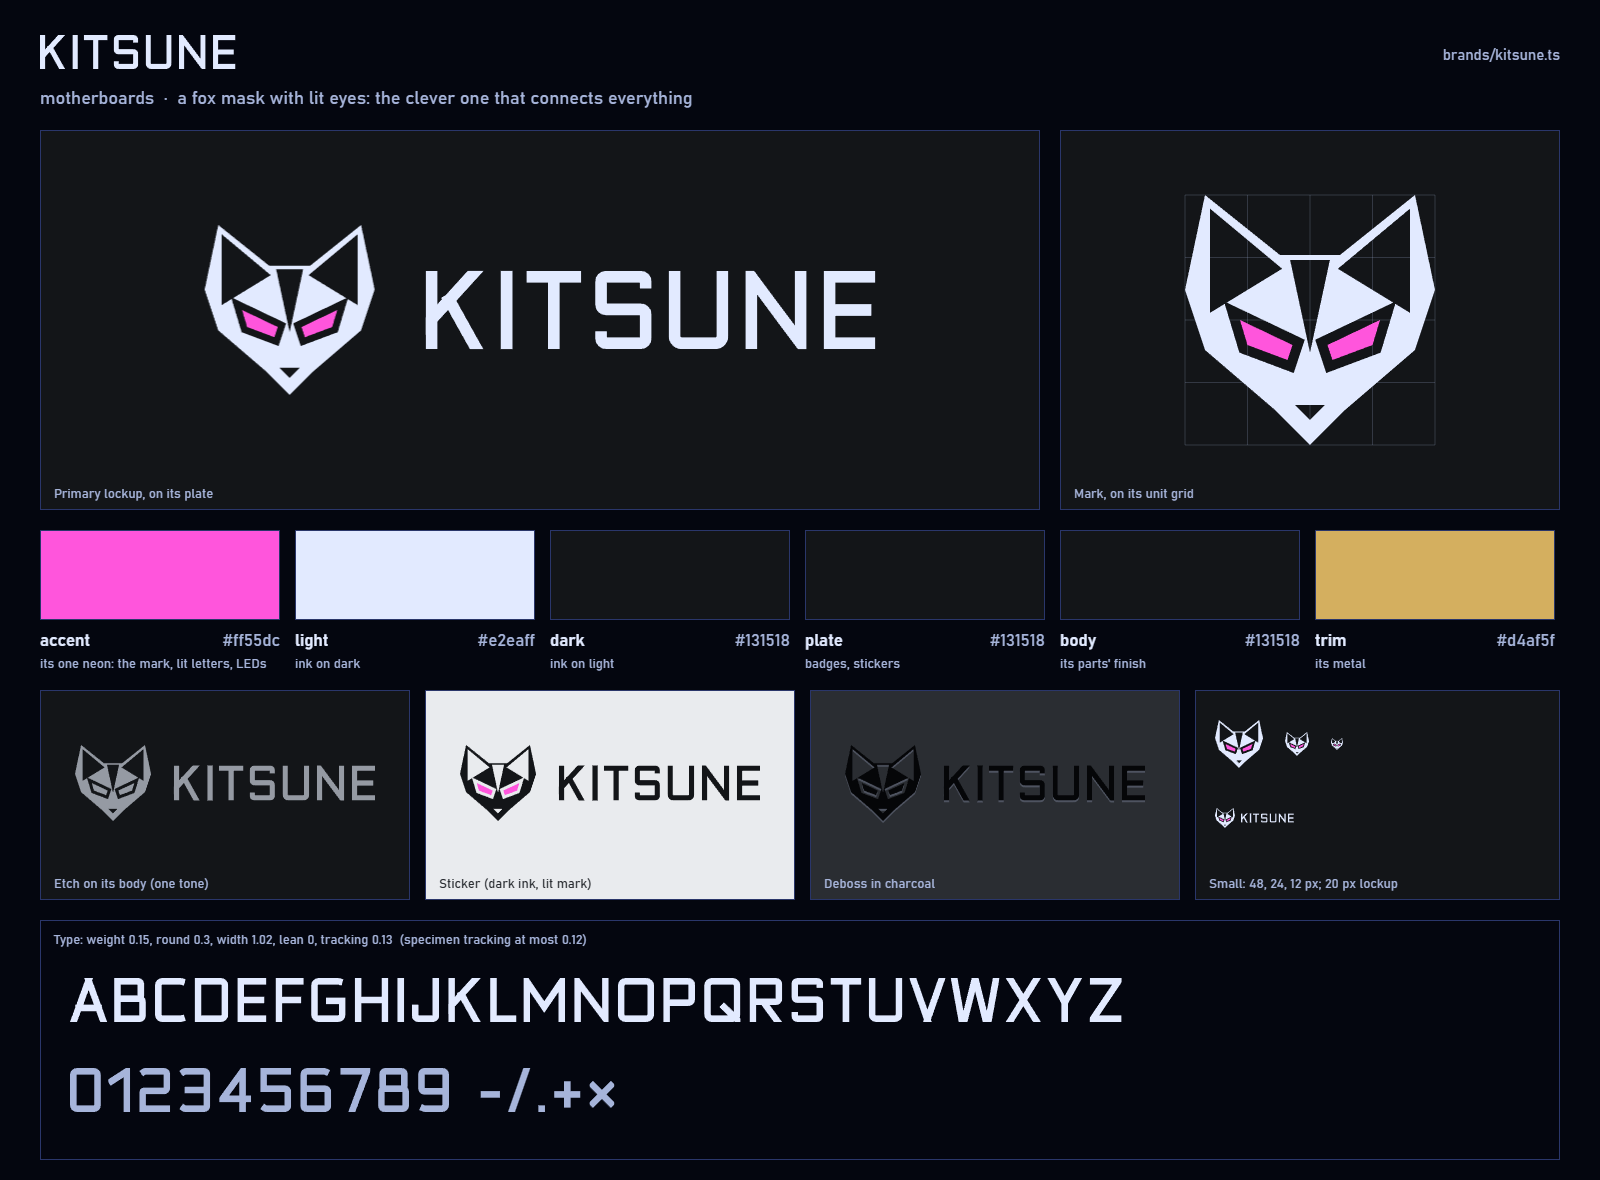 KITSUNE
brands/kitsune.ts
motherboards · a fox mask with lit eyes: the clever one that connects everything
KITSUNE
Primary lockup, on its plate
Mark, on its unit grid
accent #ff55dc
its one neon: the mark, lit letters, LEDs
light #e2eaff
ink on dark
dark #131518
ink on light
plate #131518
badges, stickers
body #131518
its parts' finish
trim #d4af5f
its metal
KITSUNE
Etch on its body (one tone)
KITSUNE
Sticker (dark ink, lit mark)
KITSUNE
Deboss in charcoal
KITSUNE
Small: 48, 24, 12 px; 20 px lockup
Type: weight 0.15, round 0.3, width 1.02, lean 0, tracking 0.13 (specimen tracking at most 0.12)
ABCDEFGHIJKLMNOPQRSTUVWXYZ
0123456789 -/.+×